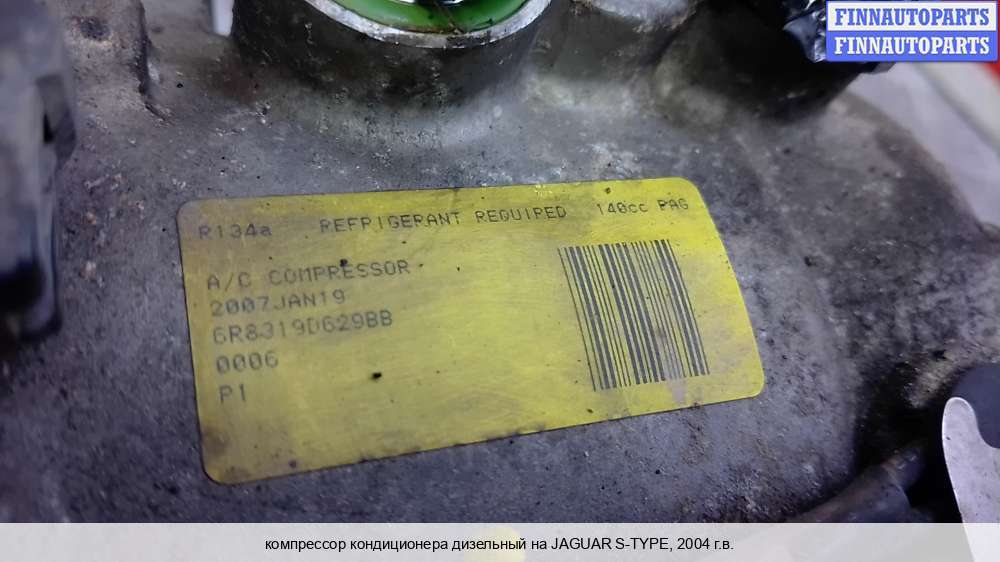 FINNAUTOPARTS
FINNAUTOPARTS
R134a REFRIGERANT REQUIRED 140cc PAG
A/C COMPRESSOR
2007JAN19
6R8319D629BB
0006
P1
компрессор кондиционера дизельный на JAGUAR S-TYPE, 2004 г.в.